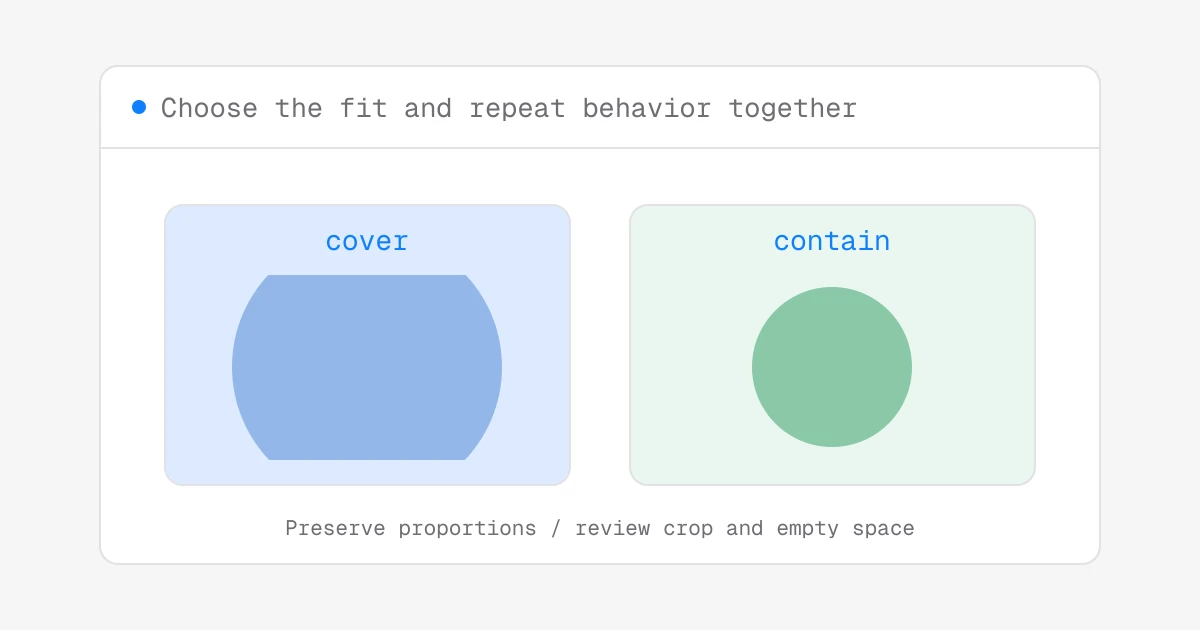 Choose the fit and repeat behavior together
cover
contain
Preserve proportions / review crop and empty space